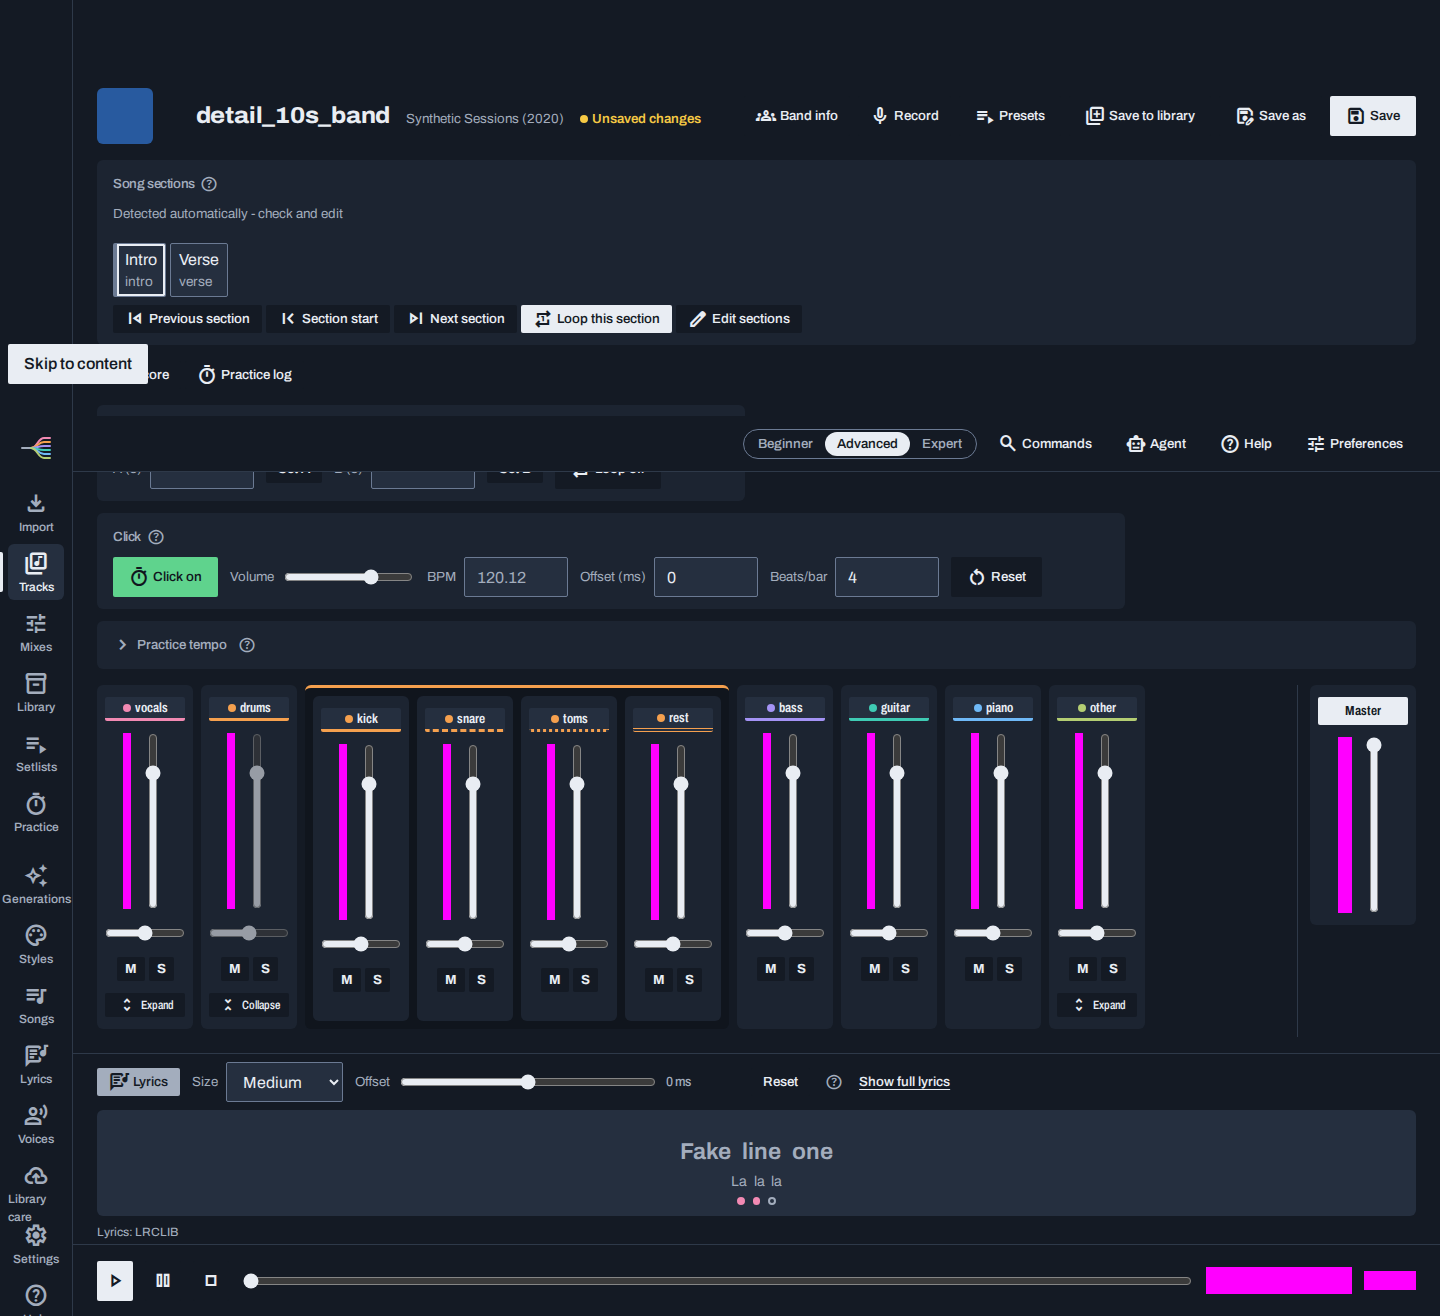 detail_10s_band Synthetic Sessions (2020) Unsaved changes Band info Record Presets Save to library Save as Save
Song sections
Detected automatically - check and edit
Intro Verse
intro verse
Previous section Section start Next section Loop this section Edit sections
Skip to content
Practice log
Beginner Advanced Expert Commands Agent Help Preferences
Import
Tracks
Mixes
Library
Setlists
Practice
Generations
Styles
Songs
Lyrics
Voices
Library
care
Settings
Click
Click on Volume BPM 120.12 Offset (ms) 0 Beats/bar 4 Reset
Practice tempo
vocals drums kick snare toms rest bass guitar piano other Master
M S M S M S M S M S M S M S M S M S M S
Expand Collapse Expand
Lyrics Size Medium Offset 0 ms Reset Show full lyrics
Fake line one
La la la
Lyrics: LRCLIB